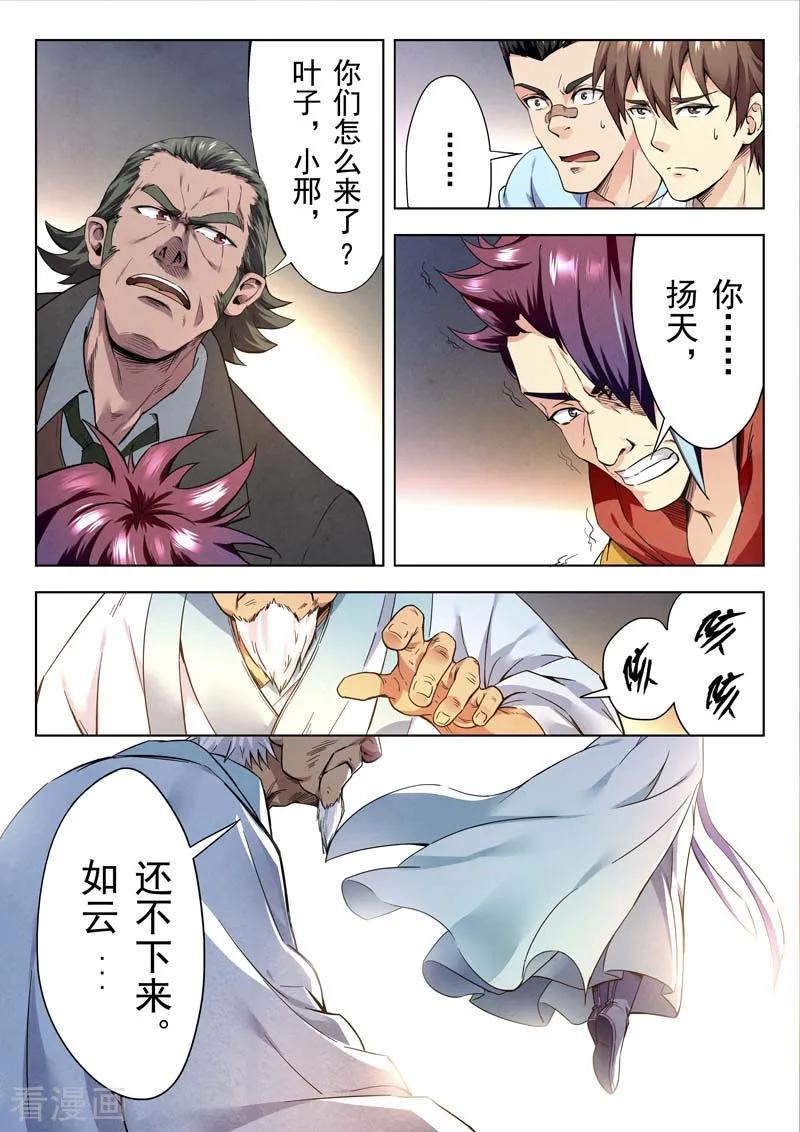 叶子，小邢，
你们怎么来了？
……
扬天，
你……
咳咳
咳咳
如云...
还不下来。
看漫画